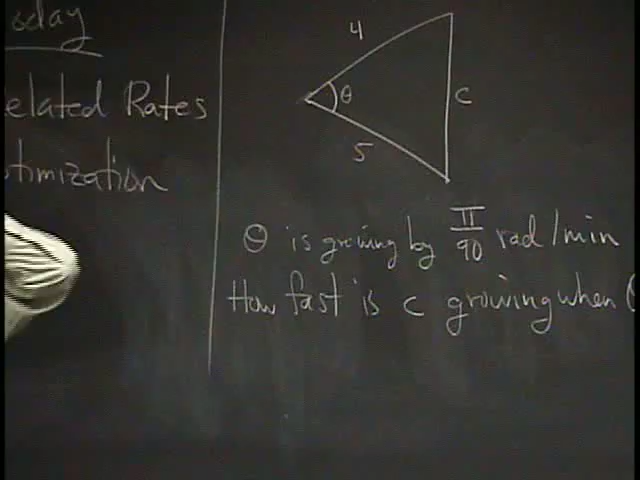 oday
elated Rates
timization
4
θ
c
5
θ is growing by π/90 rad/min
How fast is c growing when